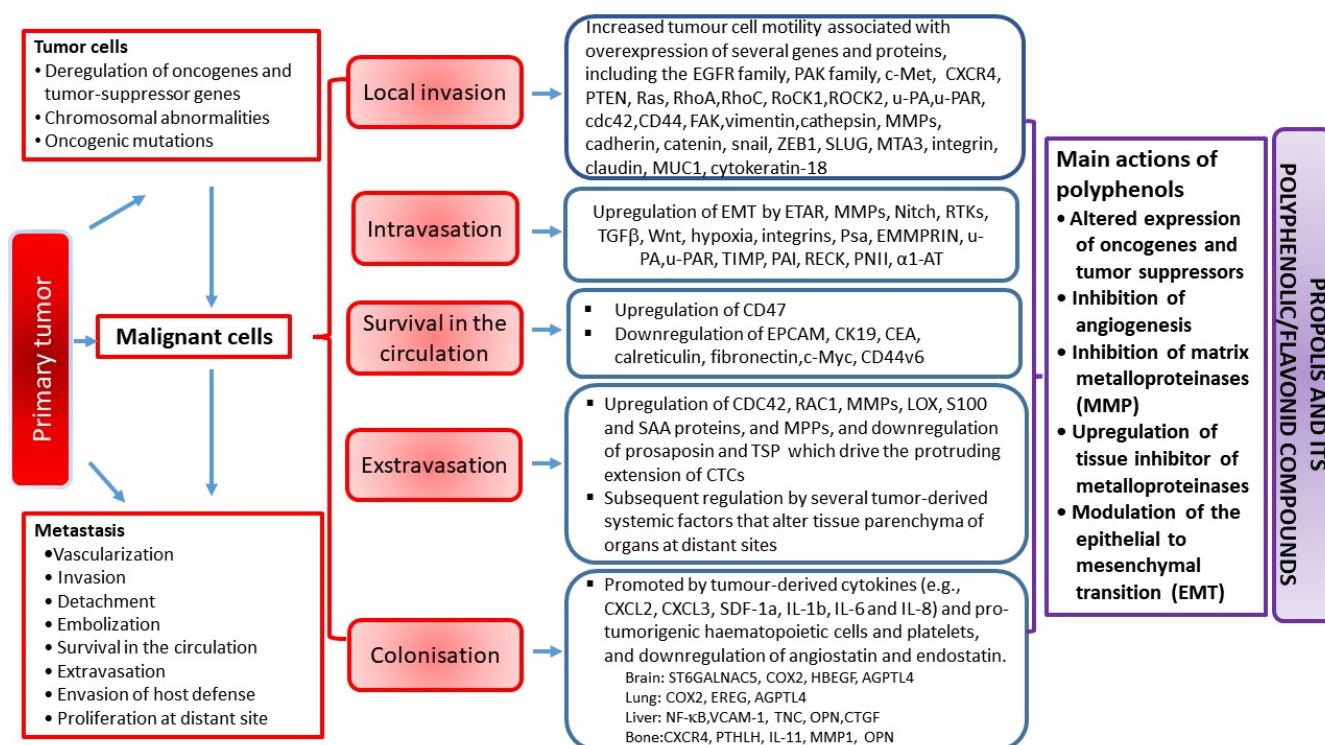 Tumor cells
• Deregulation of oncogenes and
tumor-suppressor genes
• Chromosomal abnormalities
• Oncogenic mutations
Primary tumor
Malignant cells
Metastasis
•Vascularization
• Invasion
• Detachment
• Embolization
• Survival in the circulation
• Extravasation
• Envasion of host defense
• Proliferation at distant site
Local invasion
Increased tumour cell motility associated with
overexpression of several genes and proteins,
including the EGFR family, PAK family, c-Met, CXCR4,
PTEN, Ras, RhoA,RhoC, RoCK1,ROCK2, u-PA,u-PAR,
cdc42,CD44, FAK,vimentin,cathepsin, MMPs,
cadherin, catenin, snail, ZEB1, SLUG, MTA3, integrin,
claudin, MUC1, cytokeratin-18
Intravasation
Upregulation of EMT by ETAR, MMPs, Nitch, RTKs,
TGFβ, Wnt, hypoxia, integrins, Psa, EMMPRIN, u-
PA,u-PAR, TIMP, PAI, RECK, PNII, α1-AT
Survival in the
circulation
▪ Upregulation of CD47
▪ Downregulation of EPCAM, CK19, CEA,
calreticulin, fibronectin,c-Myc, CD44v6
Exstravasation
▪ Upregulation of CDC42, RAC1, MMPs, LOX, S100
and SAA proteins, and MPPs, and downregulation
of prosaposin and TSP which drive the protruding
extension of CTCs
▪ Subsequent regulation by several tumor-derived
systemic factors that alter tissue parenchyma of
organs at distant sites
Colonisation
▪ Promoted by tumour-derived cytokines (e.g.,
CXCL2, CXCL3, SDF-1a, IL-1b, IL-6 and IL-8) and pro-
tumorigenic haematopoietic cells and platelets,
and downregulation of angiostatin and endostatin.
Brain: ST6GALNAC5, COX2, HBEGF, AGPTL4
Lung: COX2, EREG, AGPTL4
Liver: NF-κB,VCAM-1, TNC, OPN,CTGF
Bone:CXCR4, PTHLH, IL-11, MMP1, OPN
Main actions of
polyphenols
• Altered expression
of oncogenes and
tumor suppressors
• Inhibition of
angiogenesis
• Inhibition of matrix
metalloproteinases
(MMP)
• Upregulation of
tissue inhibitor of
metalloproteinases
• Modulation of the
epithelial to
mesenchymal
transition (EMT)
PROPOLIS AND ITS
POLYPHENOLIC/FLAVONID COMPOUNDS